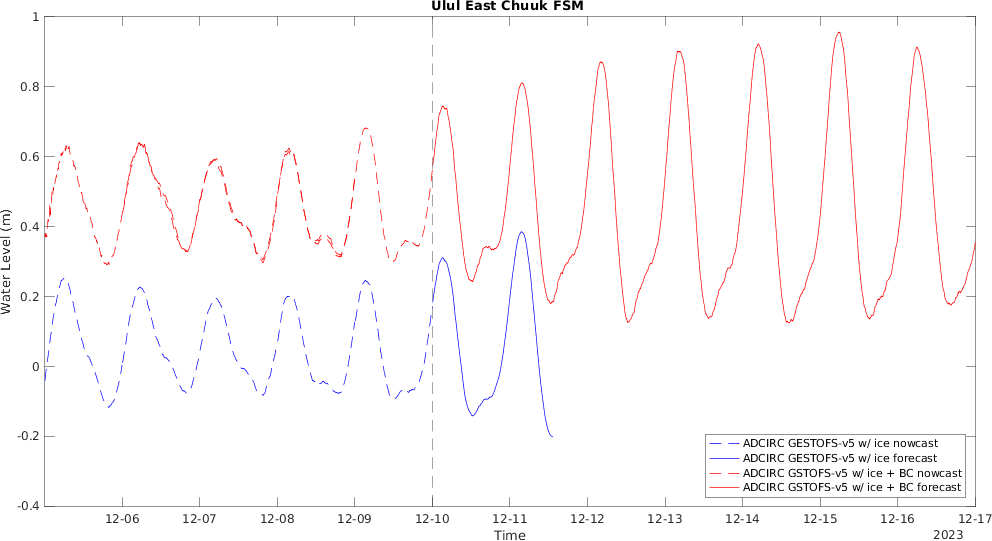 Ulul East Chuuk FSM
1
0.8
0.6
0.4
0.2
0
-0.2
-0.4
Water Level (m)
12-06 12-07 12-08 12-09 12-10 12-11 12-12 12-13 12-14 12-15 12-16 12-17
Time
2023
ADCIRC GESTOFS-v5 w/ ice nowcast
ADCIRC GESTOFS-v5 w/ ice forecast
ADCIRC GSTOFS-v5 w/ ice + BC nowcast
ADCIRC GSTOFS-v5 w/ ice + BC forecast